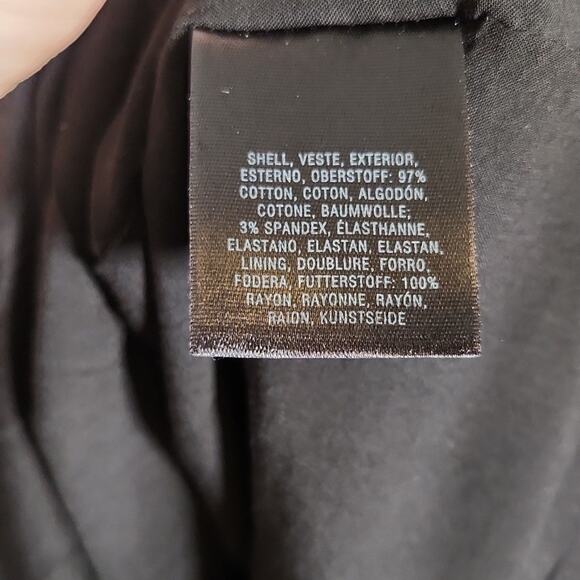 SHELL, VESTE, EXTERIOR,
ESTERNO, OBERSTOFF: 97%
COTTON, COTON, ALGODÓN,
COTONE, BAUMWOLLE;
3% SPANDEX, ÉLASTHANNE,
ELASTANO, ELASTAN, ELASTAN,
LINING, DOUBLURE, FORRO,
FODERA, FUTTERSTOFF: 100%
RAYON, RAYONNE, RAYÓN,
RAION, KUNSTSEIDE